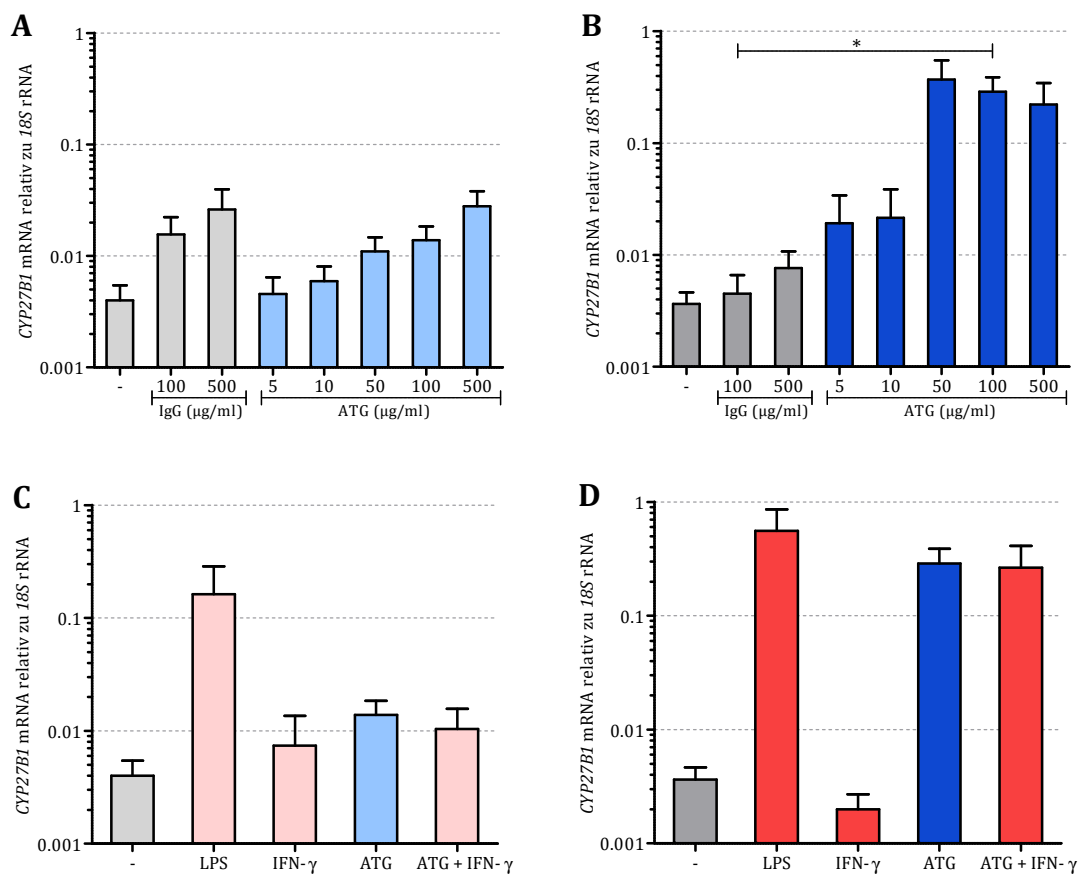 A
CYP27B1 mRNA relativ zu 18S rRNA
1
0.1
0.01
0.001
- 100 500 5 10 50 100 500
IgG (µg/ml) ATG (µg/ml)
B
CYP27B1 mRNA relativ zu 18S rRNA
1
0.1
0.01
0.001
*
- 100 500 5 10 50 100 500
IgG (µg/ml) ATG (µg/ml)
C
CYP27B1 mRNA relativ zu 18S rRNA
1
0.1
0.01
0.001
- LPS IFN-γ ATG ATG + IFN-γ
D
CYP27B1 mRNA relativ zu 18S rRNA
1
0.1
0.01
0.001
- LPS IFN-γ ATG ATG + IFN-γ